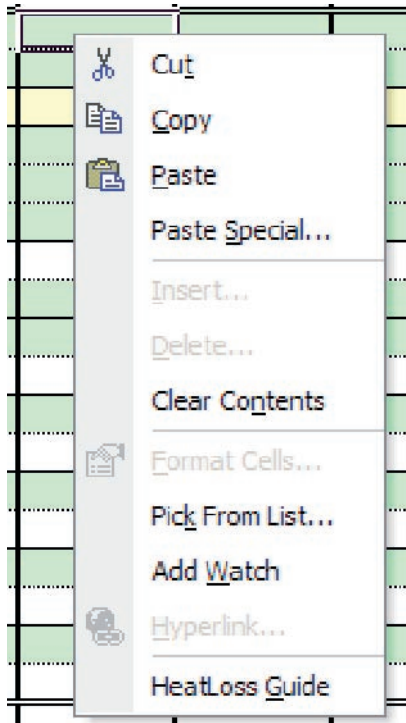 Cut
Copy
Paste
Paste Special...
Insert...
Delete...
Clear Contents
Format Cells...
Pick From List...
Add Watch
Hyperlink...
HeatLoss Guide